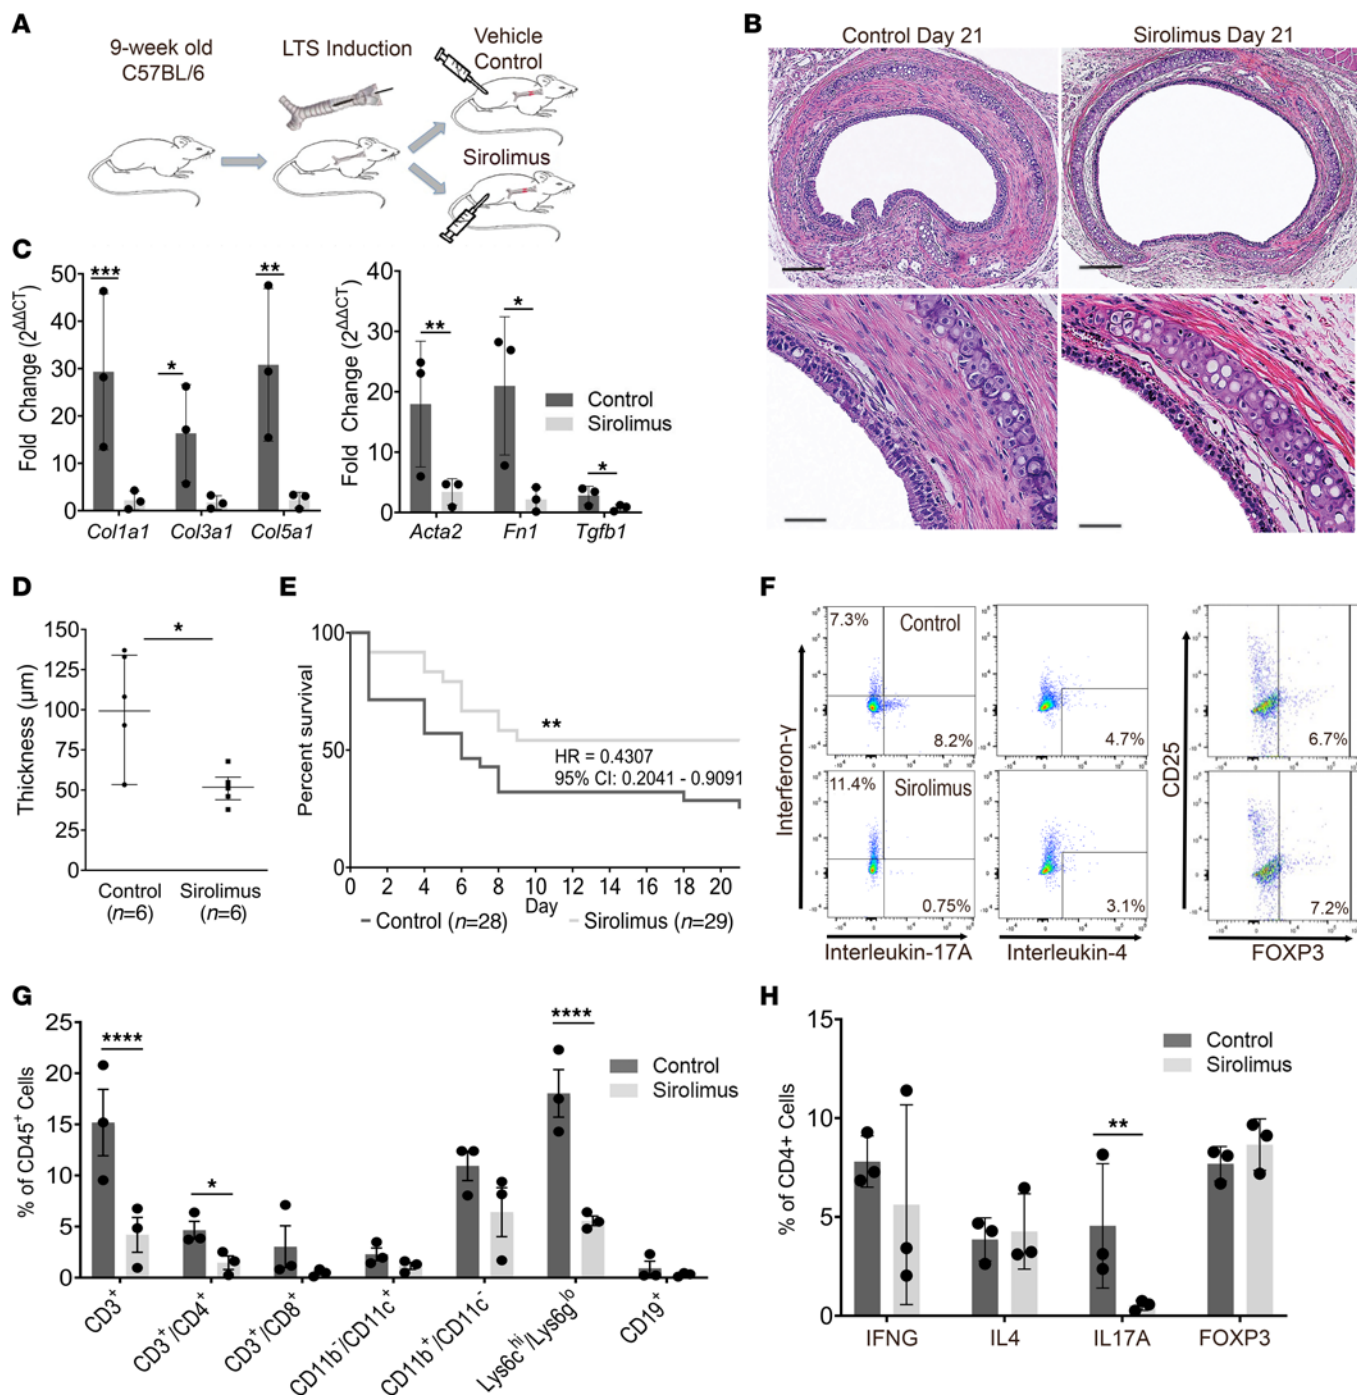 A
9-week old
C57BL/6
LTS Induction
Vehicle
Control
Sirolimus
B
Control Day 21
Sirolimus Day 21
C
Fold Change (2^ΔΔCT)
50
40
30
20
10
0
***
*
**
Col1a1
Col3a1
Col5a1
Fold Change (2^ΔΔCT)
40
30
20
10
0
**
*
*
Control
Sirolimus
Acta2
Fn1
Tgfb1
D
Thickness (µm)
150
125
100
75
50
25
0
*
Control
(n=6)
Sirolimus
(n=6)
E
Percent survival
100
50
0
**
HR = 0.4307
95% CI: 0.2041 - 0.9091
0 2 4 6 8 10 12 14 16 18 20
Day
Control (n=28)
Sirolimus (n=29)
F
Interferon-γ
7.3%
Control
8.2%
4.7%
11.4%
Sirolimus
0.75%
3.1%
Interleukin-17A
Interleukin-4
CD25
6.7%
7.2%
FOXP3
G
% of CD45+ Cells
25
20
15
10
5
0
****
*
****
Control
Sirolimus
CD3+
CD3+/CD4+
CD3+/CD8+
CD11b-/CD11c+
CD11b+/CD11c-
Lys6c^hi/Lys6g^lo
CD19+
H
% of CD4+ Cells
15
10
5
0
**
Control
Sirolimus
IFNG
IL4
IL17A
FOXP3